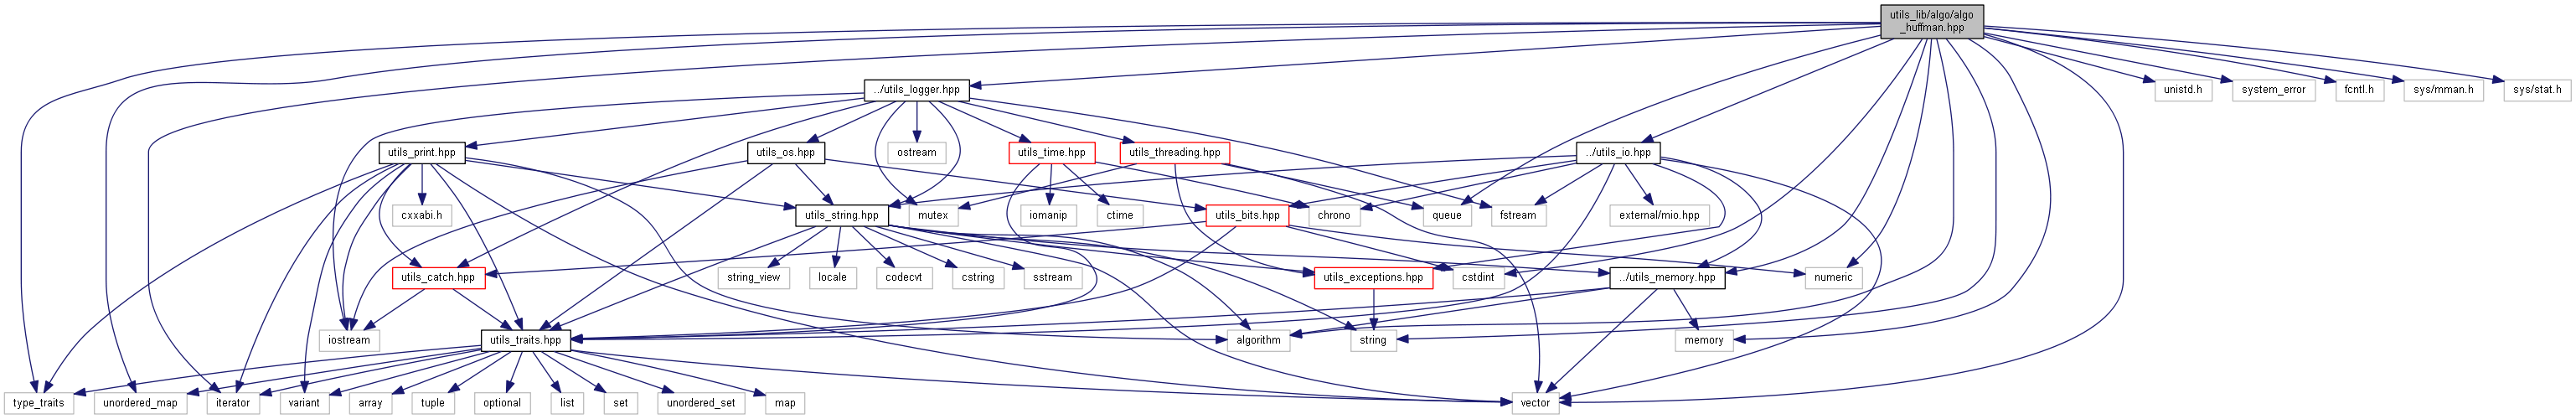 utils_lib/algo/algo
_huffman.hpp
../utils_logger.hpp
unistd.h
system_error
fcntl.h
sys/mman.h
sys/stat.h
utils_print.hpp
utils_os.hpp
ostream
utils_time.hpp
utils_threading.hpp
../utils_io.hpp
cxxabi.h
utils_string.hpp
mutex
iomanip
ctime
utils_bits.hpp
chrono
queue
fstream
external/mio.hpp
utils_catch.hpp
string_view
locale
codecvt
cstring
sstream
utils_exceptions.hpp
cstdint
../utils_memory.hpp
numeric
iostream
utils_traits.hpp
algorithm
string
memory
type_traits
unordered_map
iterator
variant
array
tuple
optional
list
set
unordered_set
map
vector